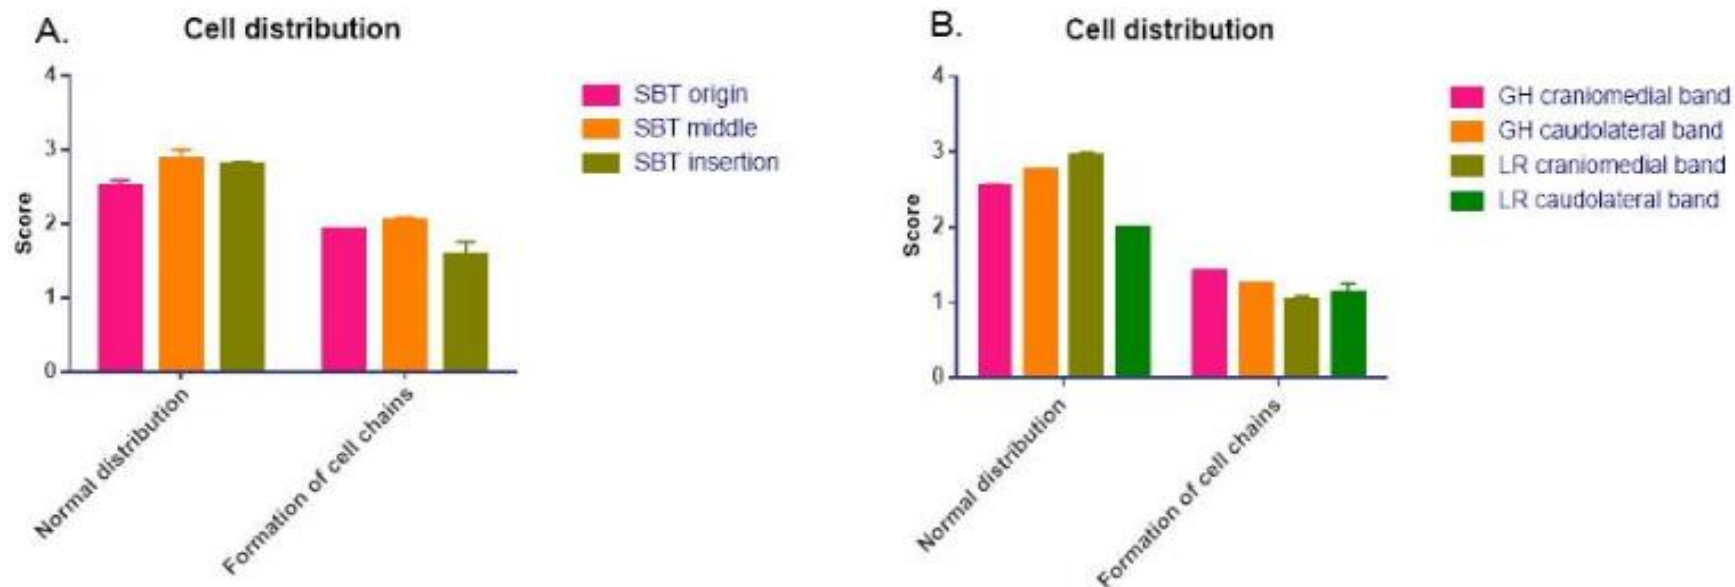 A.
Cell distribution
4
3
2
1
0
Score
Normal distribution
Formation of cell chains
SBT origin
SBT middle
SBT insertion
B.
Cell distribution
4
3
2
1
0
Score
Normal distribution
Formation of cell chains
GH craniomedial band
GH caudolateral band
LR craniomedial band
LR caudolateral band